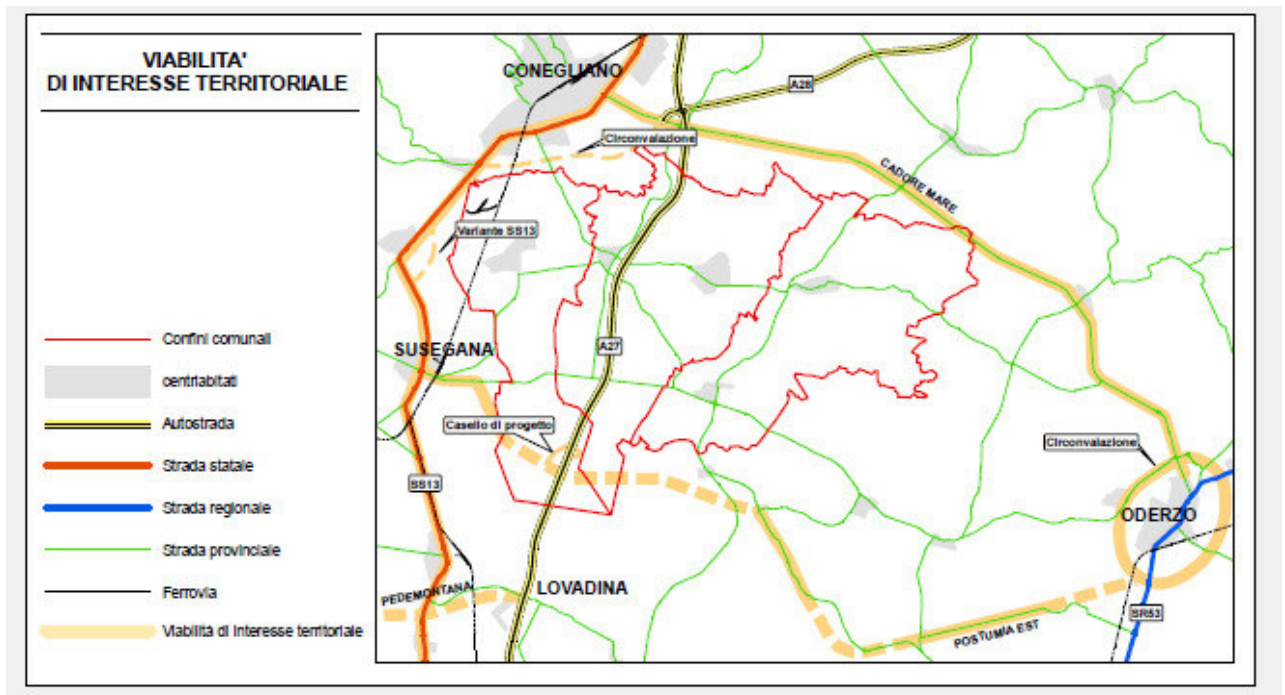 VIABILITA'
DI INTERESSE TERRITORIALE
Confini comunali
centriabitati
Autostrada
Strada statale
Strada regionale
Strada provinciale
Ferrovia
Viabilità di interesse territoriale
CONEGLIANO
A28
Circonvalazione
CADORE MARE
Variante SS13
SUSEGANA
A27
Casello di progetto
Circonvalazione
SS13
ODERZO
PEDEMONTANA
LOVADINA
SR53
POSTUMIA EST